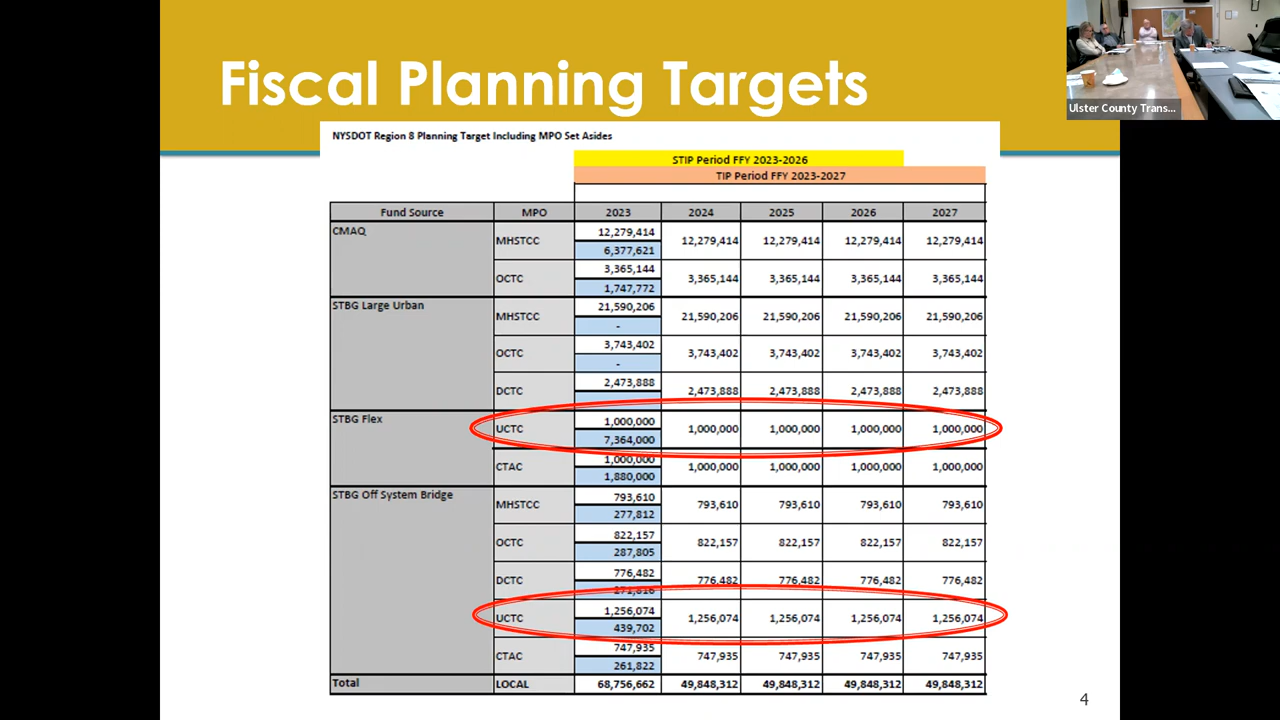 Fiscal Planning Targets
Ulster County Trans...
NYSDOT Region 8 Planning Target Including MPO Set Asides
STIP Period FFY 2023-2026
TIP Period FFY 2023-2027
Fund Source MPO 2023 2024 2025 2026 2027
CMAQ MHSTCC 12,279,414 12,279,414 12,279,414 12,279,414 12,279,414
6,377,621
OCTC 3,365,144 3,365,144 3,365,144 3,365,144 3,365,144
1,747,772
STBG Large Urban MHSTCC 21,590,206 21,590,206 21,590,206 21,590,206 21,590,206
-
OCTC 3,743,402 3,743,402 3,743,402 3,743,402 3,743,402
-
DCTC 2,473,888 2,473,888 2,473,888 2,473,888 2,473,888
STBG Flex UCTC 1,000,000 1,000,000 1,000,000 1,000,000 1,000,000
7,364,000
CTAC 1,000,000 1,000,000 1,000,000 1,000,000 1,000,000
1,880,000
STBG Off System Bridge MHSTCC 793,610 793,610 793,610 793,610 793,610
277,812
OCTC 822,157 822,157 822,157 822,157 822,157
287,805
DCTC 776,482 776,482 776,482 776,482 776,482
271,816
UCTC 1,256,074 1,256,074 1,256,074 1,256,074 1,256,074
439,702
CTAC 747,935 747,935 747,935 747,935 747,935
261,822
Total LOCAL 68,756,662 49,848,312 49,848,312 49,848,312 49,848,312
4